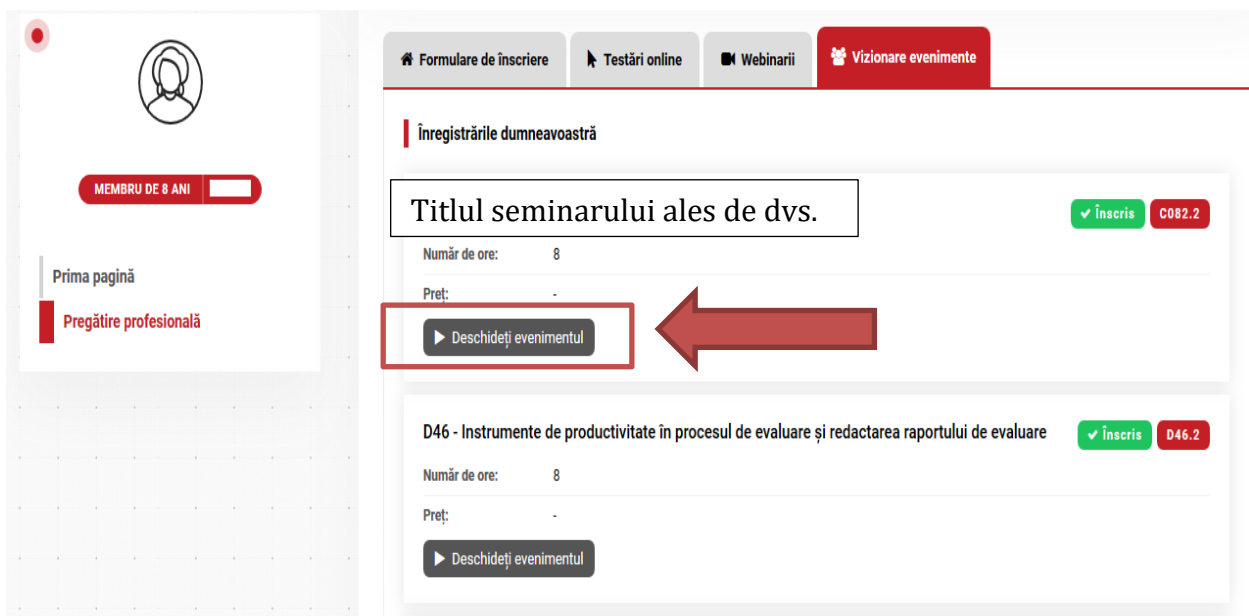 Formulare de înscriere
Testări online
Webinarii
Vizionare evenimente
MEMBRU DE 8 ANI
Prima pagină
Pregătire profesională
Înregistrările dumneavoastră
Titlul seminarului ales de dvs.
Înscris C082.2
Număr de ore: 8
Preț: -
Deschideți evenimentul
D46 - Instrumente de productivitate în procesul de evaluare și redactarea raportului de evaluare Înscris D46.2
Număr de ore: 8
Preț: -
Deschideți evenimentul